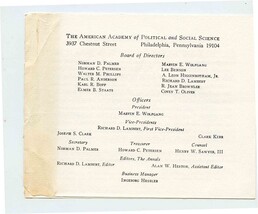 THE AMERICAN ACADEMY OF POLITICAL AND SOCIAL SCIENCE
3937 Chestnut Street Philadelphia, Pennsylvania 19104
Board of Directors
NORMAN D. PALMER MARVIN E. WOLFGANG
HOWARD C. PETERSEN LEE BENSON
WALTER M. PHILLIPS A. LEON HIGGINBOTHAM, JR.
PAUL R. ANDERSON RICHARD D. LAMBERT
KARL R. BOPP R. JEAN BROWNLEE
ELMER B. STAATS COVEY T. OLIVER
Officers
President
MARVIN E. WOLFGANG
Vice-Presidents
RICHARD D. LAMBERT, First Vice-President
JOSEPH S. CLARK CLARK KERR
Secretary Treasurer Counsel
NORMAN D. PALMER HOWARD C. PETERSEN HENRY W. SAWYER, III
Editors, The Annals
RICHARD D. LAMBERT, Editor ALAN W. HESTON, Assistant Editor
Business Manager
INGEBORG HESSLER